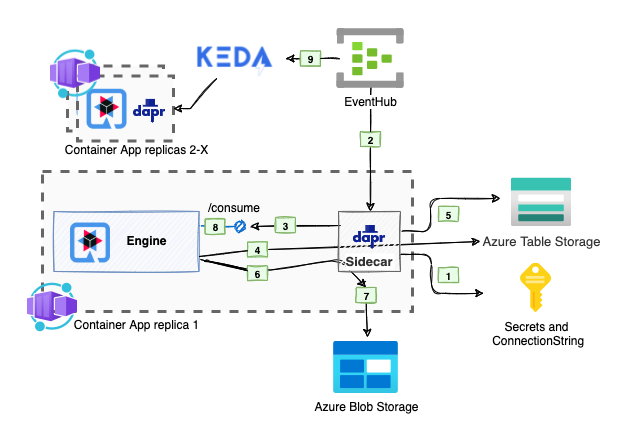 KEDA
9
EventHub
dapr
Container App replicas 2-X
2
/consume
8
3
5
Engine
dapr
4
Azure Table Storage
Sidecar
6
1
7
Container App replica 1
Secrets and
ConnectionString
Azure Blob Storage